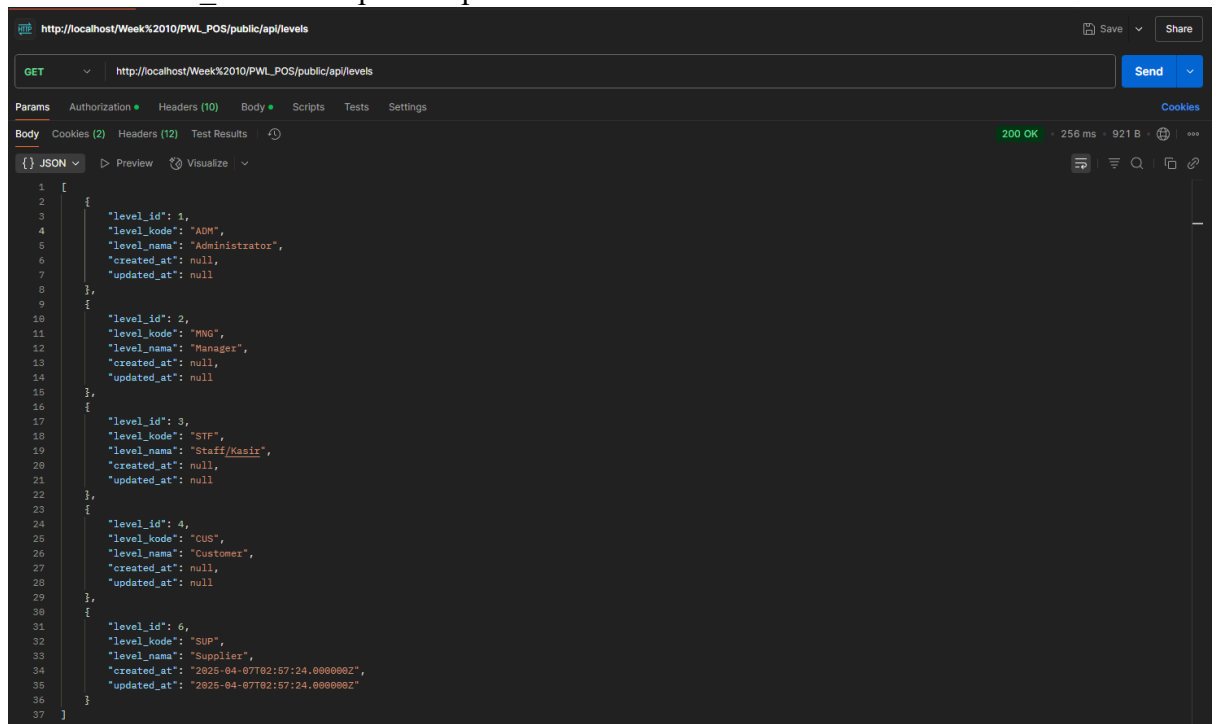 http://localhost/Week%2010/PWL_POS/public/api/levels Save Share
GET http://localhost/Week%2010/PWL_POS/public/api/levels Send
Params Authorization Headers (10) Body Scripts Tests Settings Cookies
Body Cookies (2) Headers (12) Test Results 200 OK 256 ms 921 B
{} JSON Preview Visualize
1 [
2 {
3 "level_id": 1,
4 "level_kode": "ADM",
5 "level_nama": "Administrator",
6 "created_at": null,
7 "updated_at": null
8 },
9 {
10 "level_id": 2,
11 "level_kode": "MNG",
12 "level_nama": "Manager",
13 "created_at": null,
14 "updated_at": null
15 },
16 {
17 "level_id": 3,
18 "level_kode": "STF",
19 "level_nama": "Staff/Kasir",
20 "created_at": null,
21 "updated_at": null
22 },
23 {
24 "level_id": 4,
25 "level_kode": "CUS",
26 "level_nama": "Customer",
27 "created_at": null,
28 "updated_at": null
29 },
30 {
31 "level_id": 6,
32 "level_kode": "SUP",
33 "level_nama": "Supplier",
34 "created_at": "2025-04-07T02:57:24.000000Z",
35 "updated_at": "2025-04-07T02:57:24.000000Z"
36 }
37 ]